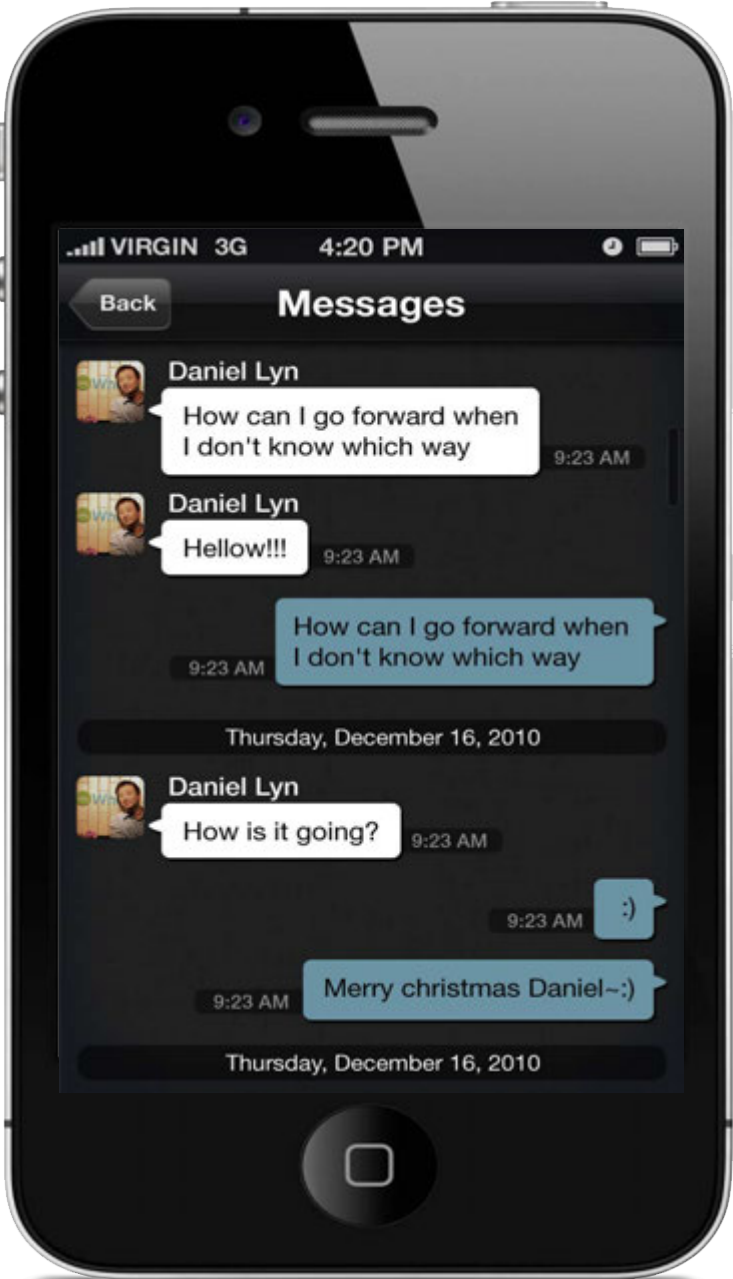 VIRGIN 3G 4:20 PM
Back Messages
Daniel Lyn
How can I go forward when
I don't know which way
9:23 AM
Daniel Lyn
Hellow!!!
9:23 AM
How can I go forward when
I don't know which way
9:23 AM
Thursday, December 16, 2010
Daniel Lyn
How is it going?
9:23 AM
:)
9:23 AM
Merry christmas Daniel~:)
9:23 AM
Thursday, December 16, 2010